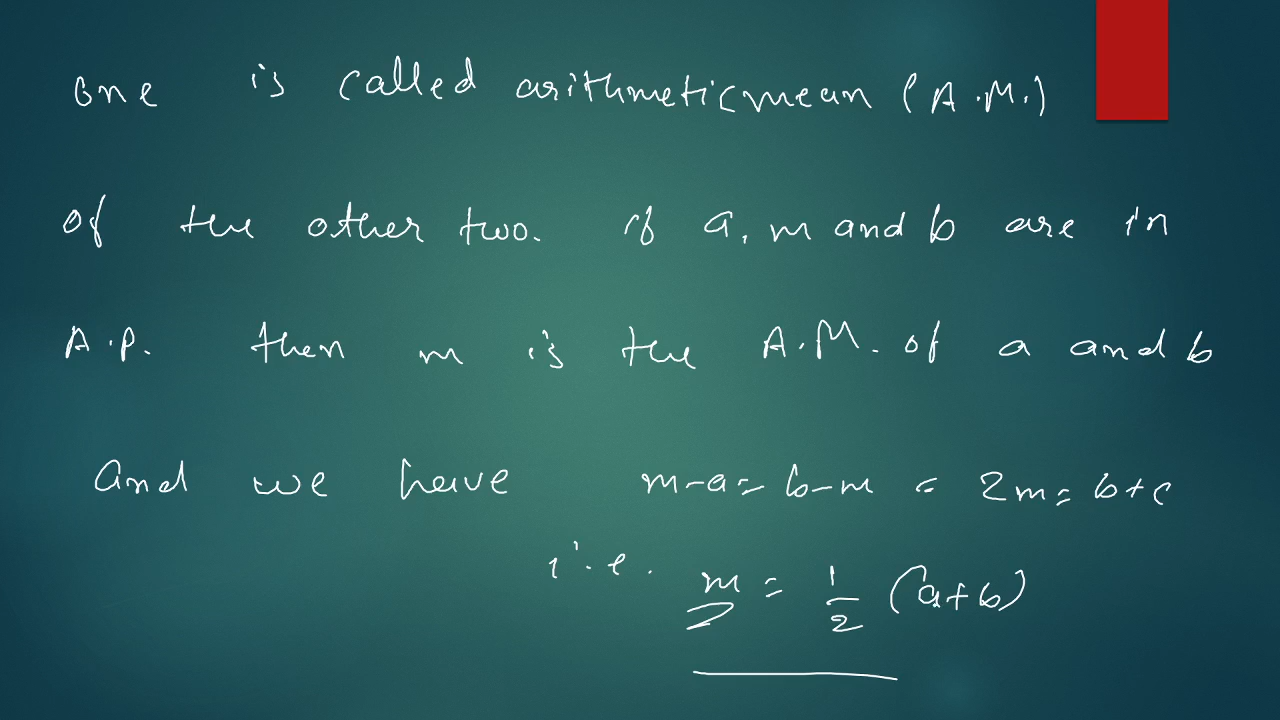 one is called arithmetic mean (A.M.)
of the other two. if a, m and b are in
A.P. then m is the A.M. of a and b
and we have m-a = b-m = 2m = b+c
i.e. m = 1/2 (a+b)